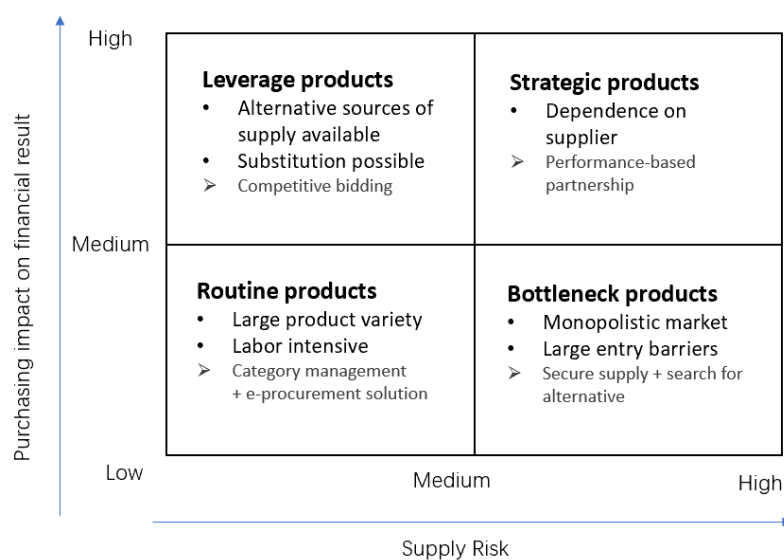 High
Leverage products
• Alternative sources of
supply available
• Substitution possible
➢ Competitive bidding
Strategic products
• Dependence on
supplier
➢ Performance-based
partnership
Purchasing impact on financial result
Medium
Routine products
• Large product variety
• Labor intensive
➢ Category management
+ e-procurement solution
Bottleneck products
• Monopolistic market
• Large entry barriers
➢ Secure supply + search for
alternative
Low
Medium
High
Supply Risk